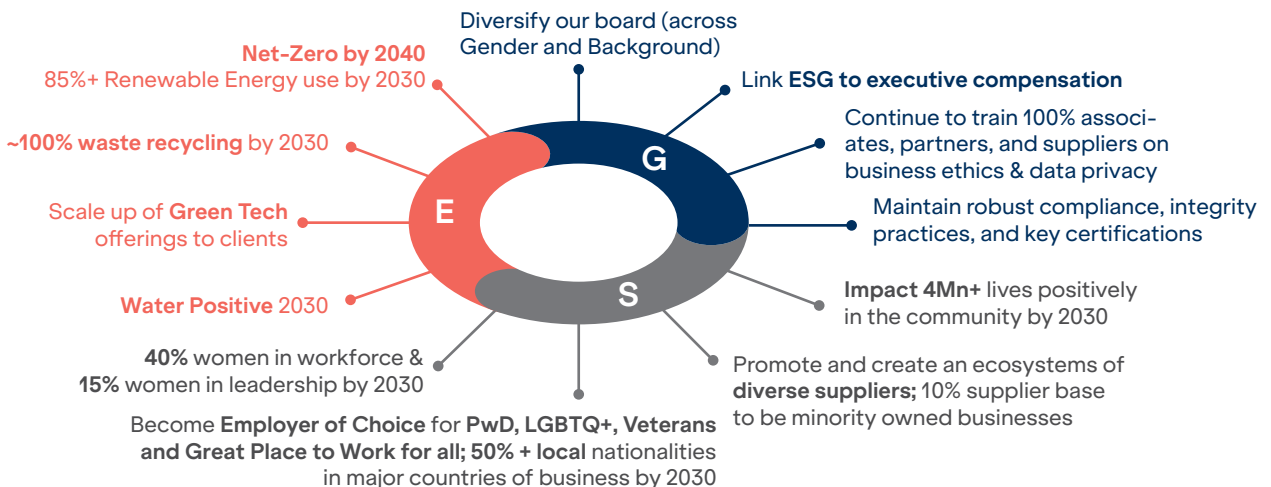 Diversify our board (across
Gender and Background)
Net-Zero by 2040
85%+ Renewable Energy use by 2030
Link ESG to executive compensation
Continue to train 100% associ-
ates, partners, and suppliers on
business ethics & data privacy
~100% waste recycling by 2030
G
E
S
Scale up of Green Tech
offerings to clients
Maintain robust compliance, integrity
practices, and key certifications
Water Positive 2030
Impact 4Mn+ lives positively
in the community by 2030
40% women in workforce &
15% women in leadership by 2030
Promote and create an ecosystems of
diverse suppliers; 10% supplier base
to be minority owned businesses
Become Employer of Choice for PwD, LGBTQ+, Veterans
and Great Place to Work for all; 50% + local nationalities
in major countries of business by 2030